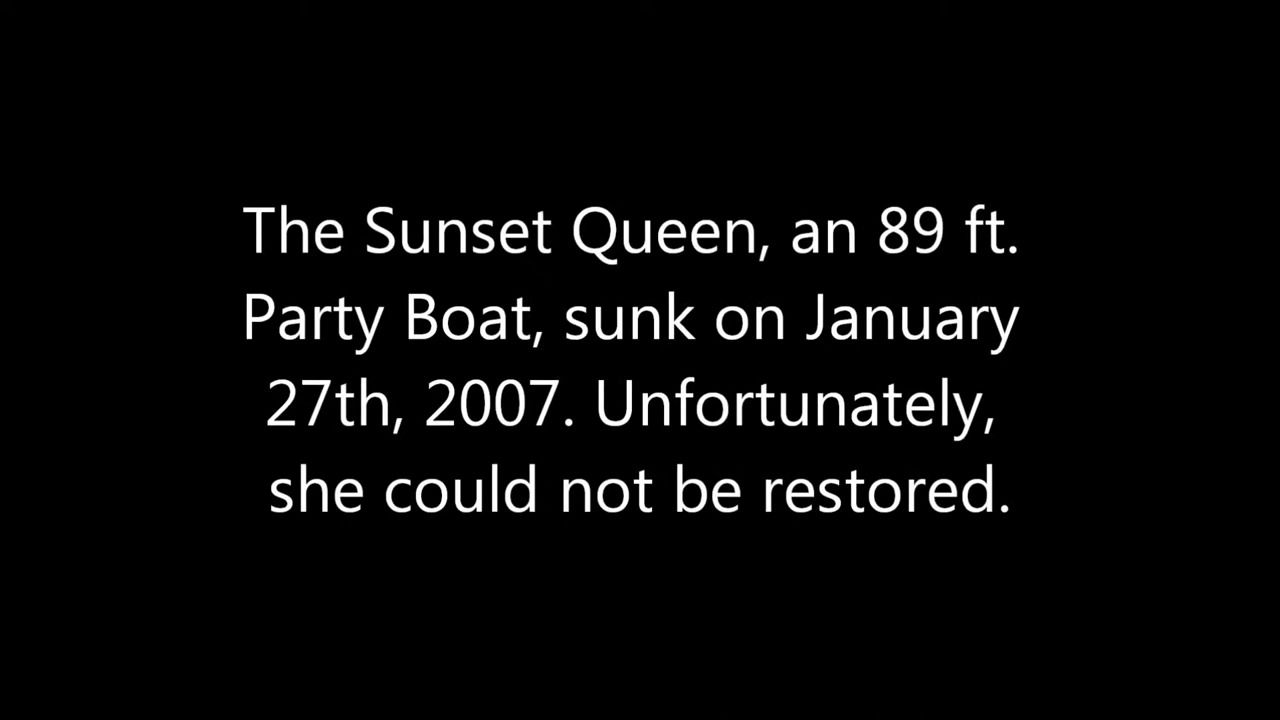 The Sunset Queen, an 89 ft.
Party Boat, sunk on January
27th, 2007. Unfortunately,
she could not be restored.